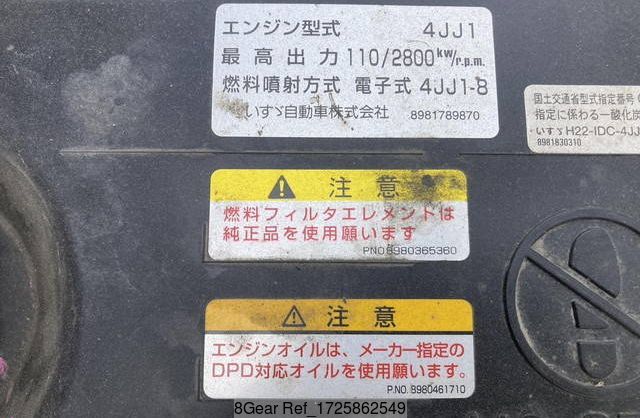 エンジン型式 4JJ1
最高出力 110/2800kw/r.p.m.
燃料噴射方式 電子式 4JJ1-8
いすゞ自動車株式会社 8981789870
国土交通省型式指定番号
指定に係わる一酸化炭
いすゞH22-IDC-4JJ
8981830310
注意
燃料フィルタエレメントは
純正品を使用願います
P.NO.8980365360
注意
エンジンオイルは、メーカー指定の
DPD対応オイルを使用願います。
P.NO.8980461710
8Gear Ref_1725862549